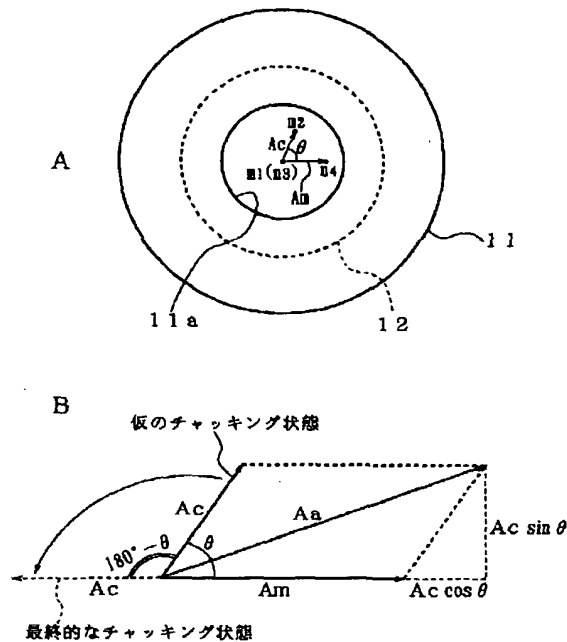 A
m2
Ac θ
m1(m3) m4
Am
11
11a
12
B
仮のチャッキング状態
Ac
Aa
Ac sin θ
180°−θ
θ
Ac
Am
Ac cos θ
最終的なチャッキング状態